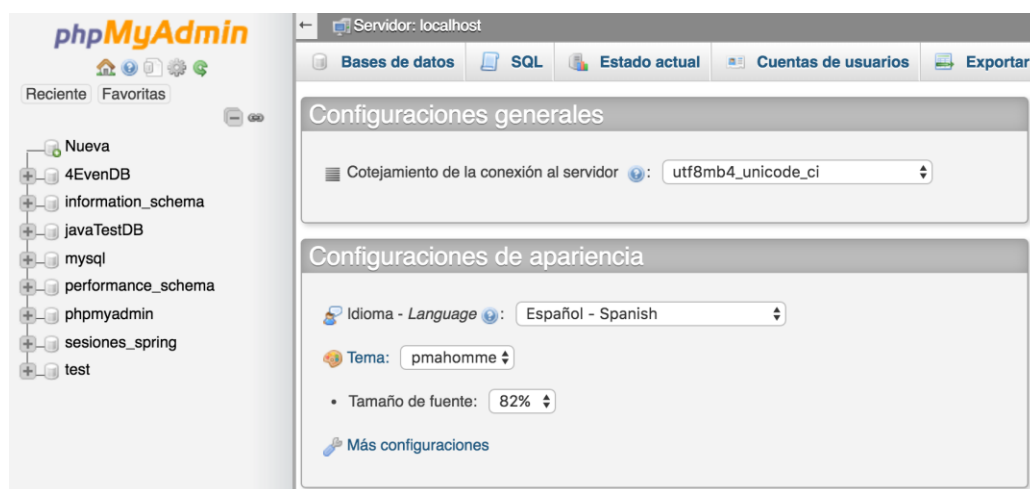 phpMyAdmin
Reciente Favoritas
Nueva
4EvenDB
information_schema
javaTestDB
mysql
performance_schema
phpmyadmin
sesiones_spring
test
Servidor: localhost
Bases de datos SQL Estado actual Cuentas de usuarios Exportar
Configuraciones generales
Cotejamiento de la conexión al servidor : utf8mb4_unicode_ci
Configuraciones de apariencia
Idioma - Language : Español - Spanish
Tema: pmahomme
• Tamaño de fuente: 82%
Más configuraciones